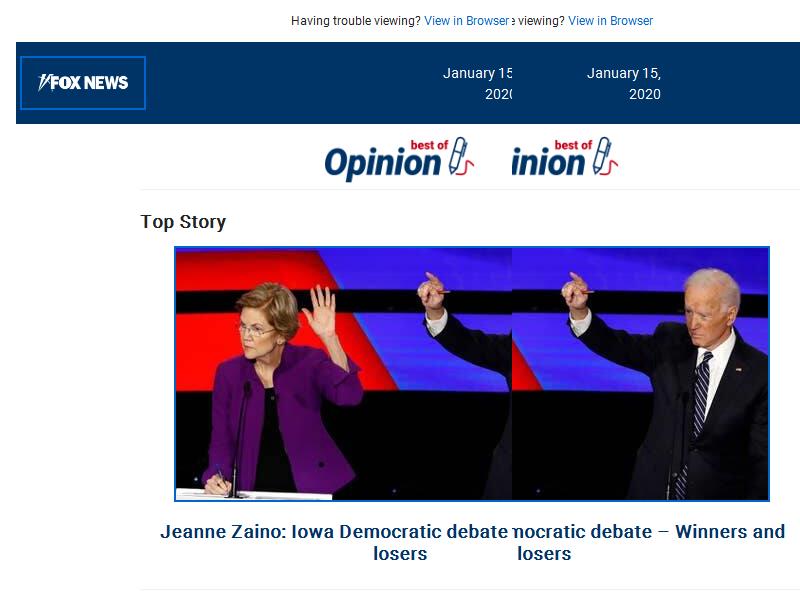 Having trouble viewing? View in Browser e viewing? View in Browser
FOX NEWS
January 15 January 15,
2020 2020
best of best of
Opinion inion
Top Story
Jeanne Zaino: Iowa Democratic debate nocratic debate – Winners and
losers losers